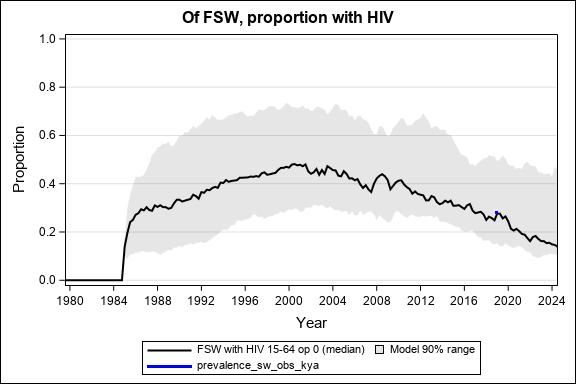 Of FSW, proportion with HIV
1.0
0.8
0.6
0.4
0.2
0.0
Proportion
1980 1984 1988 1992 1996 2000 2004 2008 2012 2016 2020 2024
Year
FSW with HIV 15-64 op 0 (median) Model 90% range
prevalence_sw_obs_kya